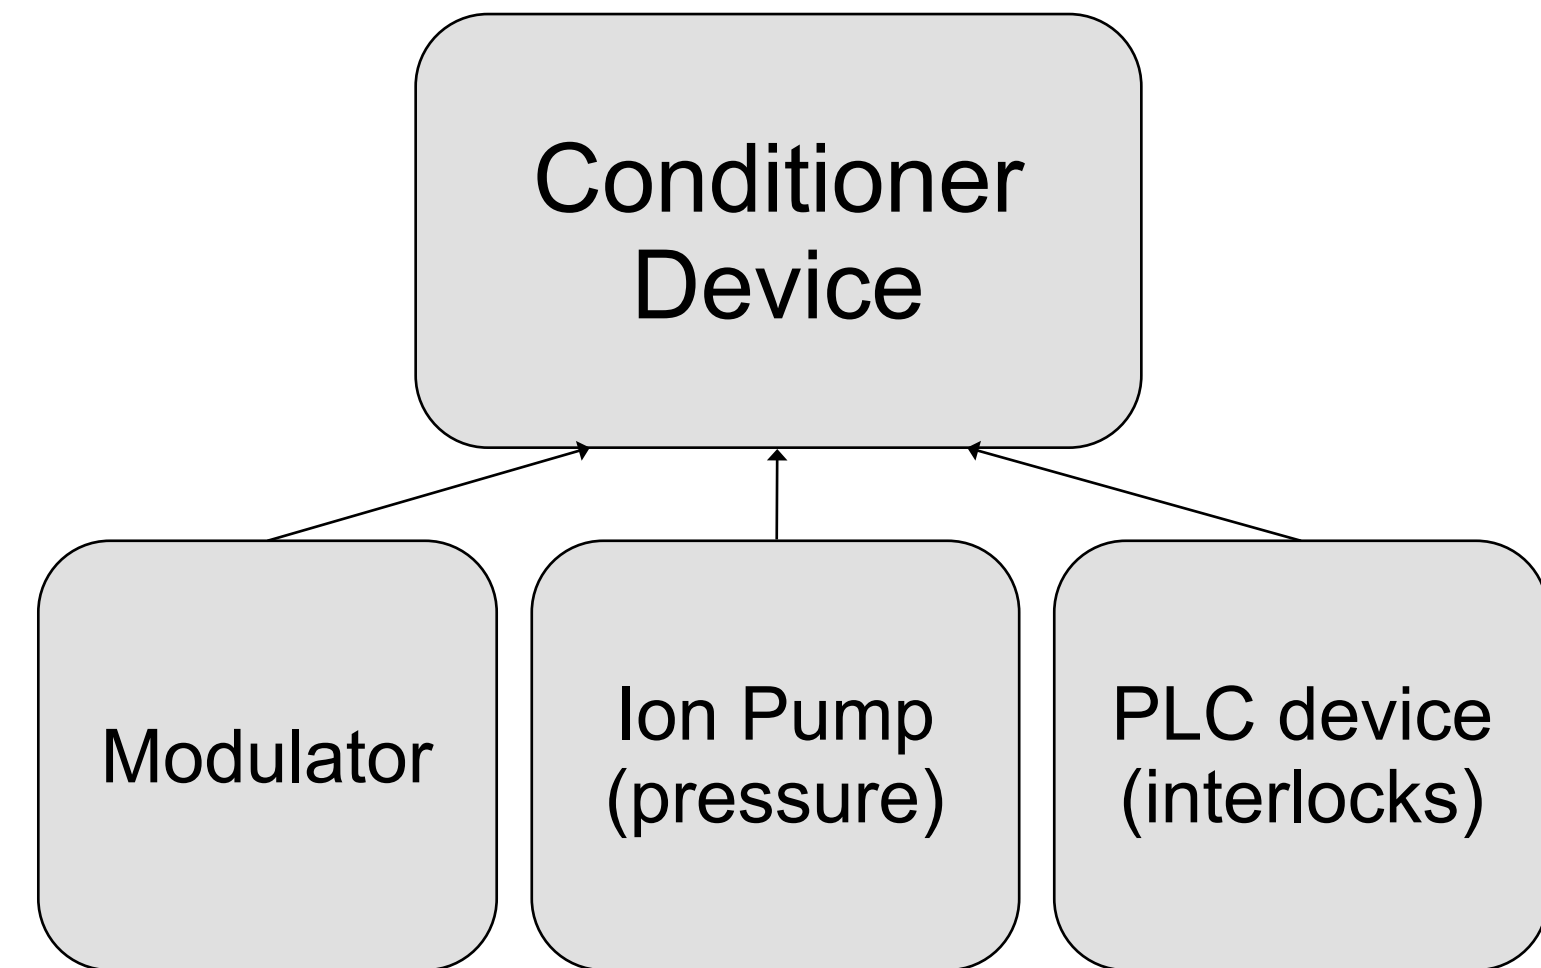 Conditioner
Device
Modulator
Ion Pump
(pressure)
PLC device
(interlocks)